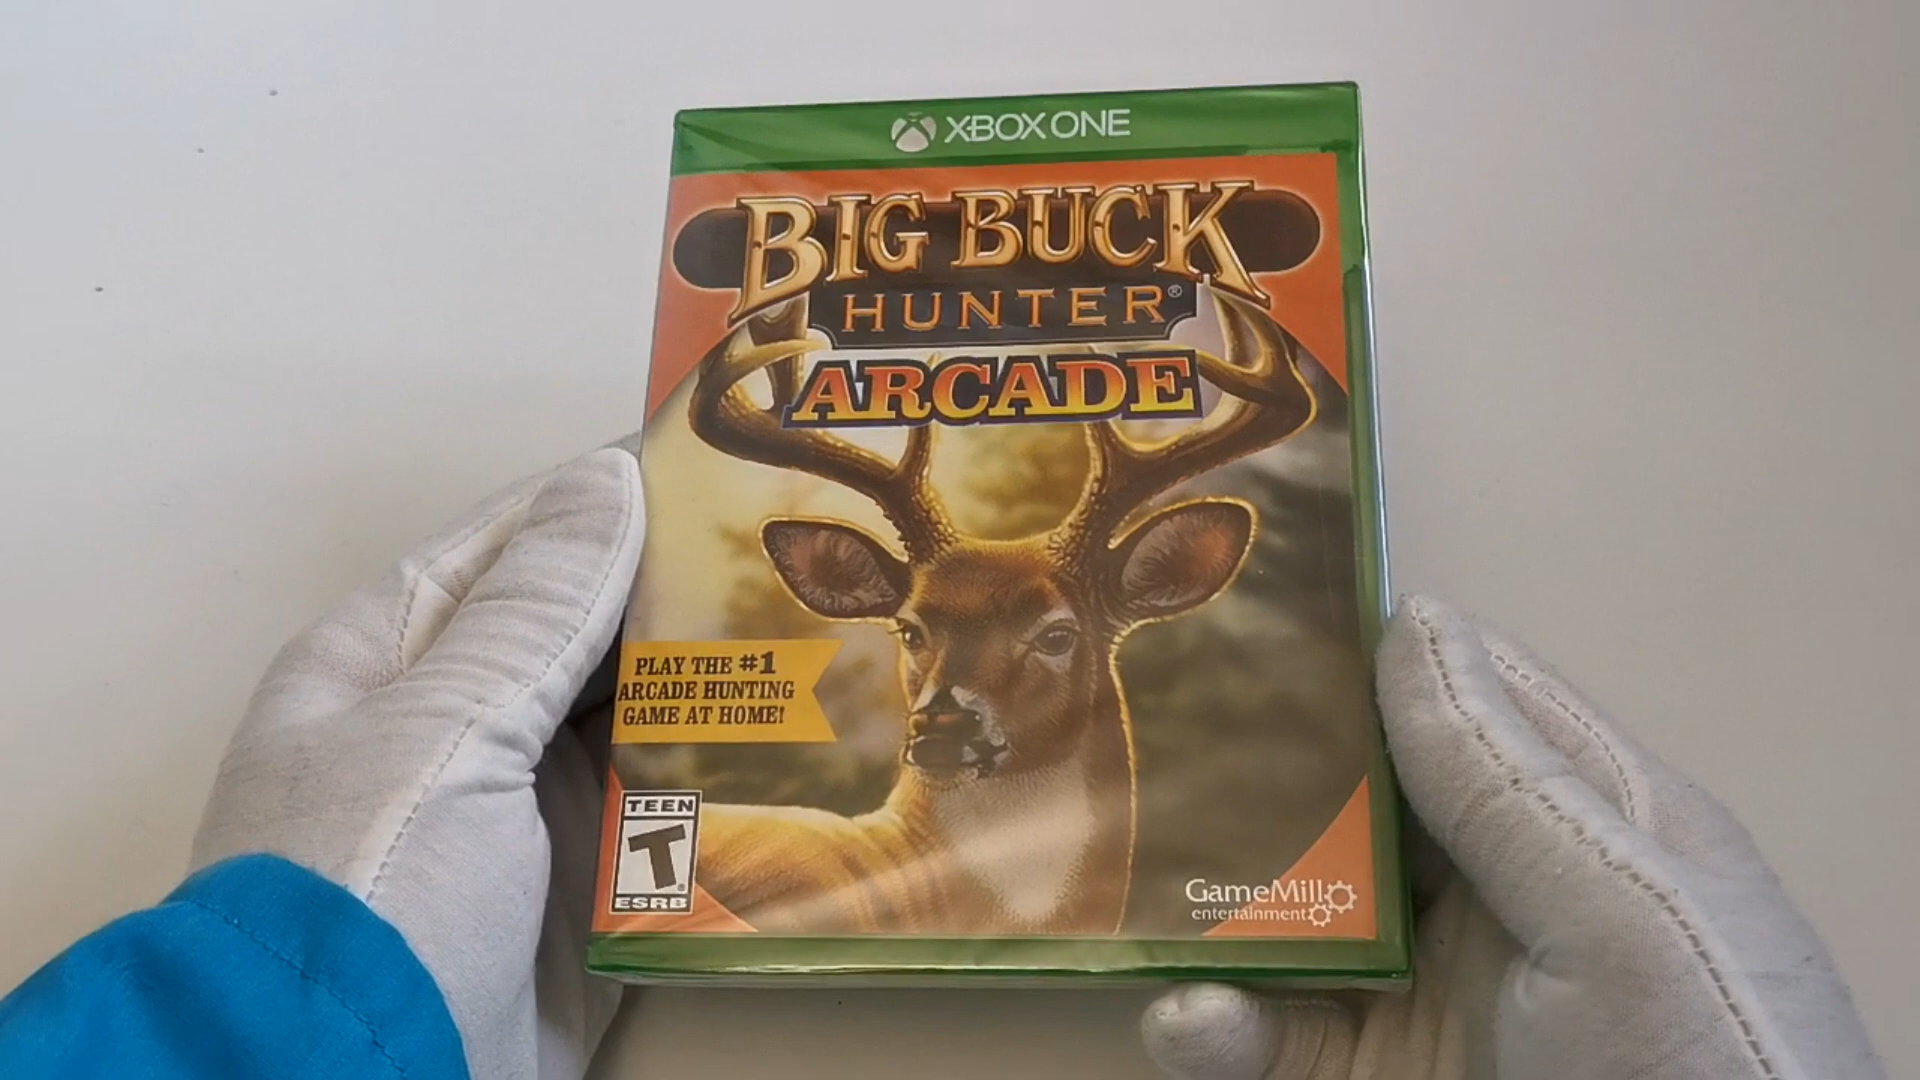 XBOX ONE
BIG BUCK
HUNTER®
ARCADE
PLAY THE #1
ARCADE HUNTING
GAME AT HOME!
TEEN
T
ESRB
GameMill
entertainment